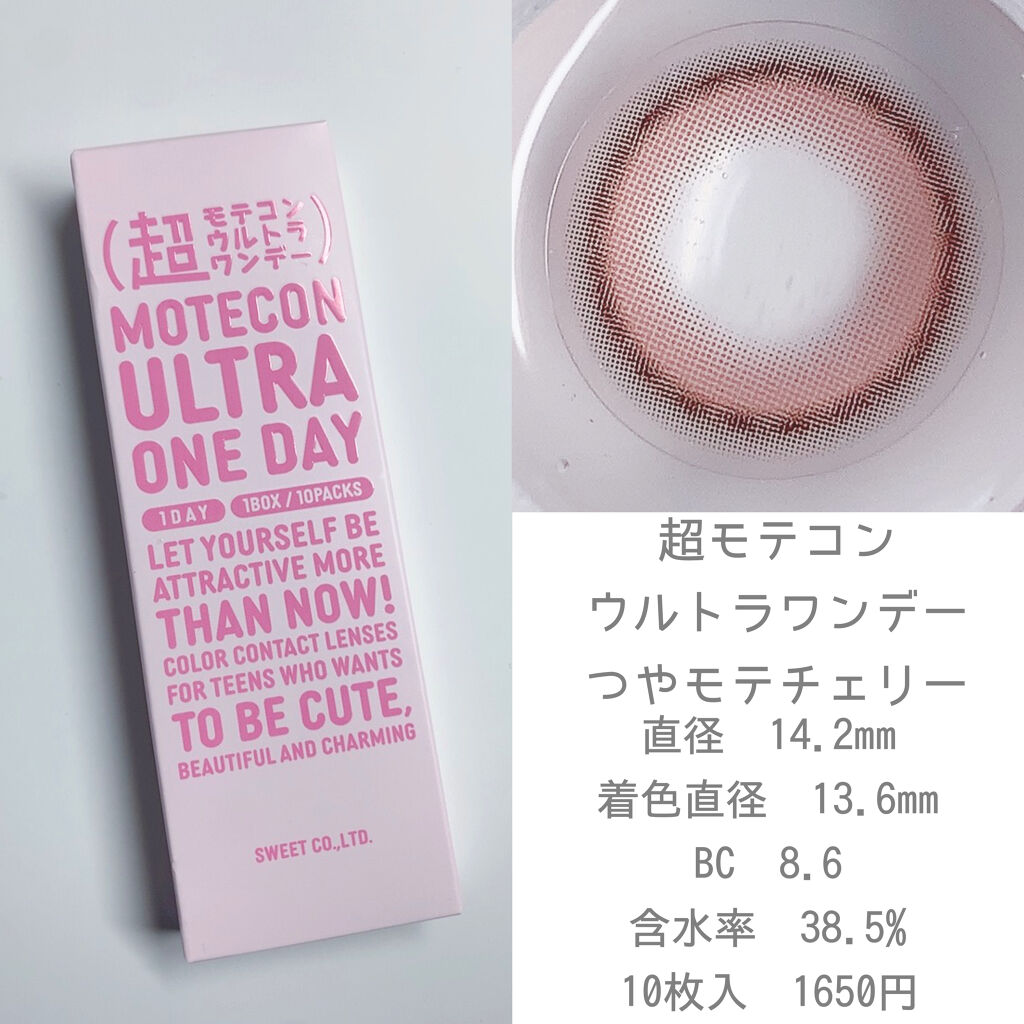 (超モテコン
ウルトラ
ワンデー)
MOTECON
ULTRA
ONE DAY
1DAY 1BOX/10PACKS
LET YOURSELF BE
ATTRACTIVE MORE
THAN NOW!
COLOR CONTACT LENSES
FOR TEENS WHO WANTS
TO BE CUTE,
BEAUTIFUL AND CHARMING
SWEET CO.,LTD.
超モテコン
ウルトラワンデー
つやモテチェリー
直径 14.2mm
着色直径 13.6mm
BC 8.6
含水率 38.5%
10枚入 1650円